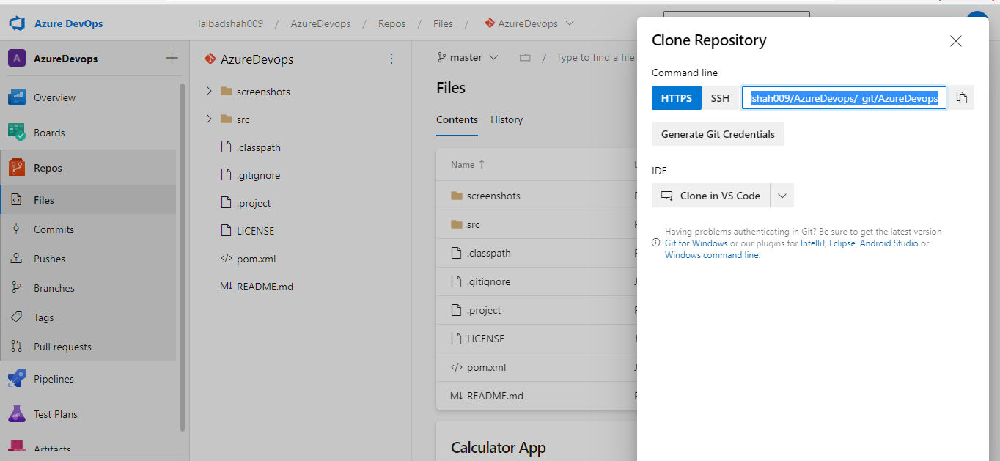 Azure DevOps
lalbadshah009 / AzureDevops / Repos / Files / AzureDevops
A AzureDevops +
Overview
Boards
Repos
Files
Commits
Pushes
Branches
Tags
Pull requests
Pipelines
Test Plans
Artifacts
AzureDevops
screenshots
src
.classpath
.gitignore
.project
LICENSE
</> pom.xml
M↓ README.md
master / Type to find a file
Files
Contents History
Name ↑
screenshots
src
.classpath
.gitignore
.project
LICENSE
</> pom.xml
M↓ README.md
Calculator App
Clone Repository
Command line
HTTPS SSH /shah009/AzureDevops/_git/AzureDevops
Generate Git Credentials
IDE
Clone in VS Code
Having problems authenticating in Git? Be sure to get the latest version
Git for Windows or our plugins for IntelliJ, Eclipse, Android Studio or
Windows command line.